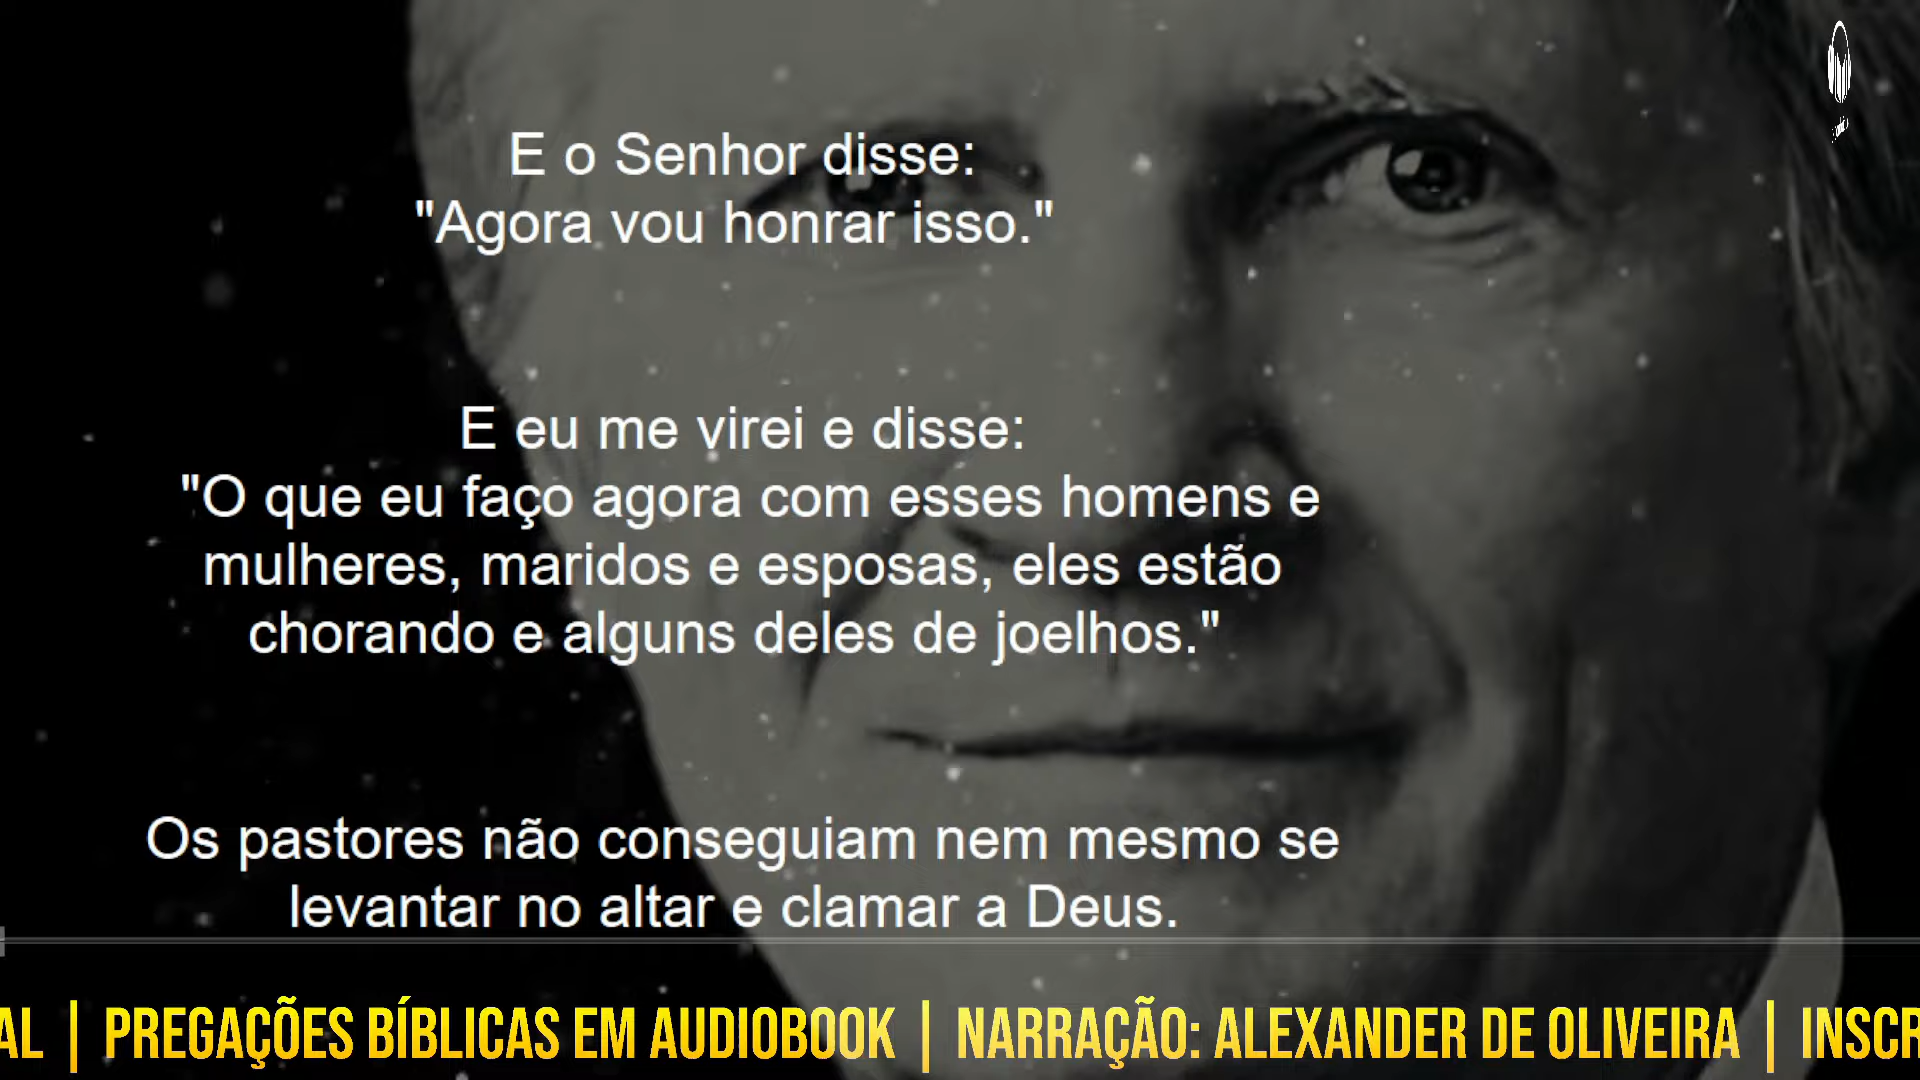 E o Senhor disse:
"Agora vou honrar isso."
E eu me virei e disse:
"O que eu faço agora com esses homens e
mulheres, maridos e esposas, eles estão
chorando e alguns deles de joelhos."
Os pastores não conseguiam nem mesmo se
levantar no altar e clamar a Deus.
AL | PREGAÇÕES BÍBLICAS EM AUDIOBOOK | NARRAÇÃO: ALEXANDER DE OLIVEIRA | INSCR